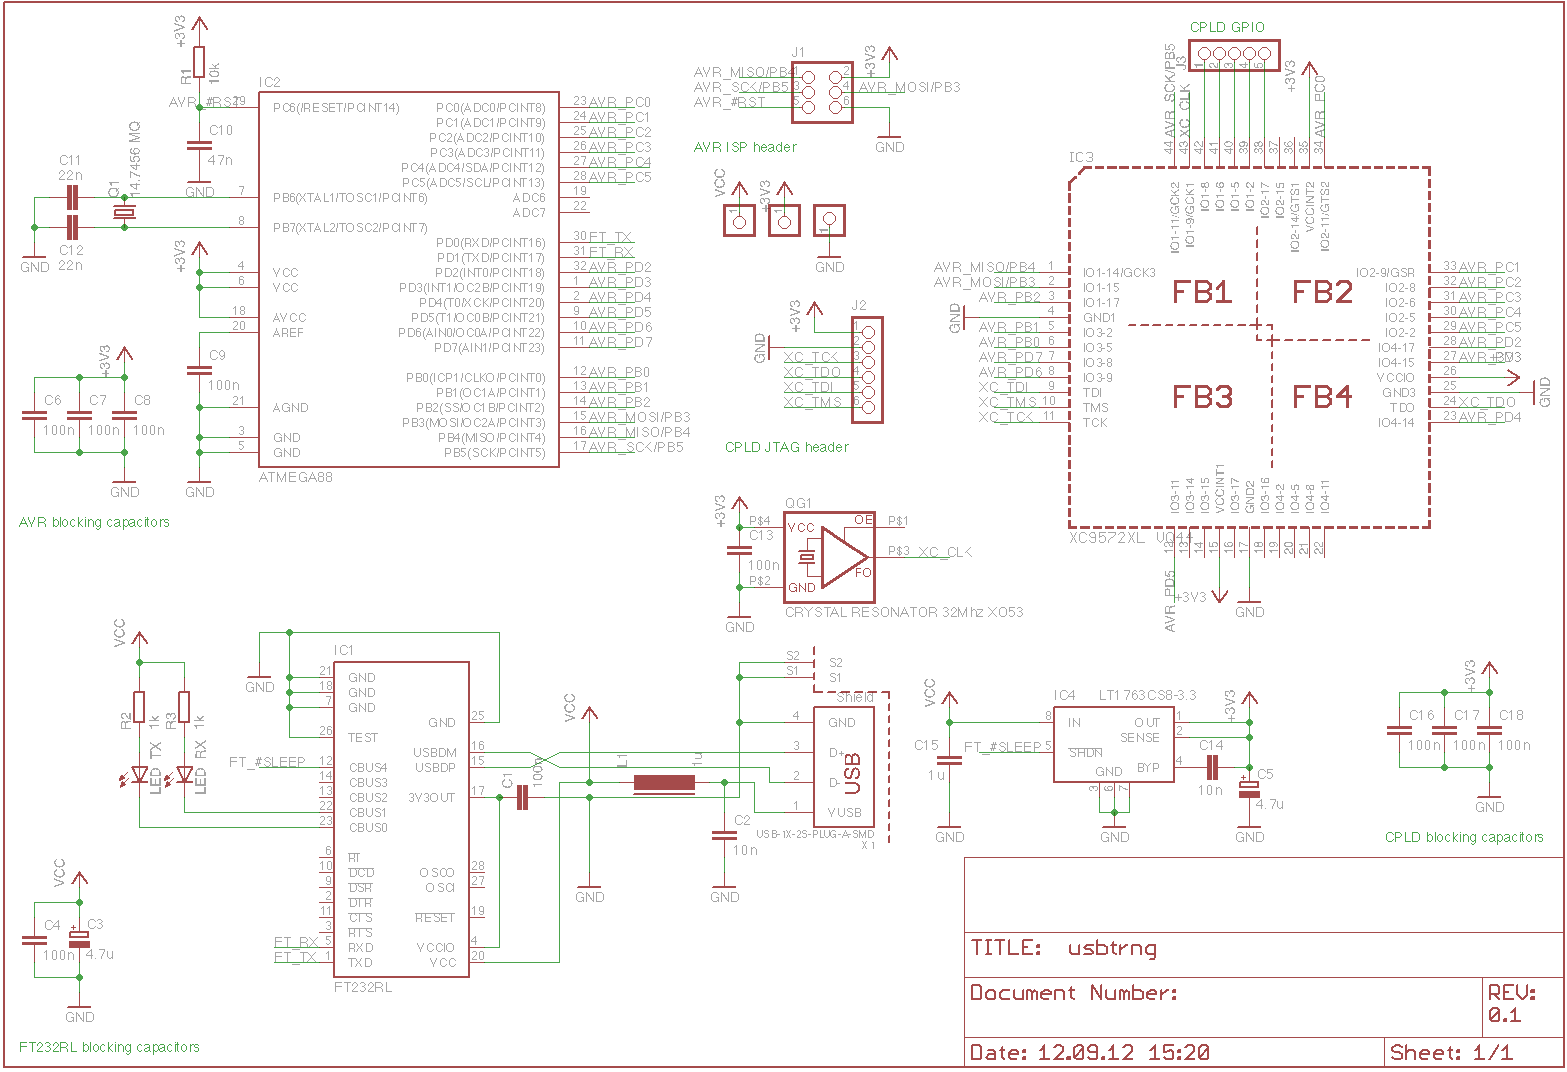 +3V3
R1
10k
AVR_#RST
C10
47n
GND
C11
22n
Q1
14.7456 MQ
C12
22n
GND
+3V3
C9
100n
GND
+3V3
C6
100n
C7
100n
C8
100n
GND
AVR blocking capacitors
IC2
29 PC6(/RESET/PCINT14)
7 PB6(XTAL1/TOSC1/PCINT6)
8 PB7(XTAL2/TOSC2/PCINT7)
4 VCC
6 VCC
18 AVCC
20 AREF
21 AGND
3 GND
5 GND
PC0(ADC0/PCINT8) 23 AVR_PC0
PC1(ADC1/PCINT9) 24 AVR_PC1
PC2(ADC2/PCINT10) 25 AVR_PC2
PC3(ADC3/PCINT11) 26 AVR_PC3
PC4(ADC4/SDA/PCINT12) 27 AVR_PC4
PC5(ADC5/SCL/PCINT13) 28 AVR_PC5
ADC6 19
ADC7 22
PD0(RXD/PCINT16) 30 FT_TX
PD1(TXD/PCINT17) 31 FT_RX
PD2(INT0/PCINT18) 32 AVR_PD2
PD3(INT1/OC2B/PCINT19) 1 AVR_PD3
PD4(T0/XCK/PCINT20) 2 AVR_PD4
PD5(T1/OC0B/PCINT21) 9 AVR_PD5
PD6(AIN0/OC0A/PCINT22) 10 AVR_PD6
PD7(AIN1/PCINT23) 11 AVR_PD7
PB0(ICP1/CLKO/PCINT0) 12 AVR_PB0
PB1(OC1A/PCINT1) 13 AVR_PB1
PB2(SS/OC1B/PCINT2) 14 AVR_PB2
PB3(MOSI/OC2A/PCINT3) 15 AVR_MOSI/PB3
PB4(MISO/PCINT4) 16 AVR_MISO/PB4
PB5(SCK/PCINT5) 17 AVR_SCK/PB5
ATMEGA88
J1
AVR_MISO/PB4 1 2 +3V3
AVR_SCK/PB5 3 4 AVR_MOSI/PB3
AVR_#RST 5 6
GND
AVR ISP header
VCC
1
+3V3
1
1
GND
J2
+3V3
GND
1
2
XC_TCK 3
XC_TDO 4
XC_TDI 5
XC_TMS 6
CPLD JTAG header
QG1
+3V3
C13
100n
GND
P$4 VCC
P$2 GND
OE P$1
FO P$3 XC_CLK
CRYSTAL RESONATOR 32Mhz XO53
CPLD GPIO
J3
1 2 3 4 5
+3V3
AVR_SCK/PB5
XC_CLK
AVR_PC0
IC3
44 IO1-11/GCK2
43 IO1-9/GCK1
42 IO1-8
41 IO1-6
40 IO1-5
39 IO1-2
38 IO2-17
37 IO2-15
36 IO2-14/GTS1
35 VCCINT2
34 IO2-11/GTS2
AVR_MISO/PB4 1 IO1-14/GCK3
AVR_MOSI/PB3 2 IO1-15
AVR_PB2 3 IO1-17
GND 4 GND1
AVR_PB1 5 IO3-2
AVR_PB0 6 IO3-5
AVR_PD7 7 IO3-8
AVR_PD6 8 IO3-9
XC_TDI 9 TDI
XC_TMS 10 TMS
XC_TCK 11 TCK
FB1
FB2
FB3
FB4
IO2-9/GSR 33 AVR_PC1
IO2-8 32 AVR_PC2
IO2-6 31 AVR_PC3
IO2-5 30 AVR_PC4
IO2-2 29 AVR_PC5
IO4-17 28 AVR_PD2
IO4-15 27 AVR_PD3
VCCIO 26 +3V3
GND3 25 GND
TDO 24 XC_TDO
IO4-14 23 AVR_PD4
IO3-11 12
IO3-14 13
IO3-15 14
VCCINT1 15
IO3-17 16
GND2 17
IO3-16 18
IO4-2 19
IO4-5 20
IO4-8 21
IO4-11 22
XC9572XL_VQ44
AVR_PD5
+3V3
GND
VCC
R2
1k
R3
1k
LED_TX
LED_RX
GND
IC1
21 GND
18 GND
7 GND
26 TEST
FT_#SLEEP 12 CBUS4
14 CBUS3
13 CBUS2
22 CBUS1
23 CBUS0
6 RI
10 DCD
9 DSR
2 DTR
11 CTS
3 RTS
FT_RX 5 RXD
FT_TX 1 TXD
GND 25
USBDM 16
USBDP 15
3V3OUT 17
OSCO 28
OSCI 27
RESET 19
VCCIO 4
VCC 20
FT232RL
C1
100n
VCC
GND
L1
1u
C2
10n
GND
S2 S2
S1 S1
Shield
4 GND
3 D+
2 D-
1 VUSB
USB
USB-1X-2S-PLUG-A-SMD
X1
VCC
C4
100n
C3
4.7u
GND
FT232RL blocking capacitors
VCC
C15
1u
GND
FT_#SLEEP
IC4
LT1763CS8-3.3
8 IN
5 SHDN
OUT 1
SENSE 2
BYP 4
GND
3 6 7
GND
C14
10n
+3V3
C5
4.7u
GND
+3V3
C16
100n
C17
100n
C18
100n
GND
CPLD blocking capacitors
TITLE: usbtrng
Document Number:
REV:
0.1
Date: 12.09.12 15:20
Sheet: 1/1